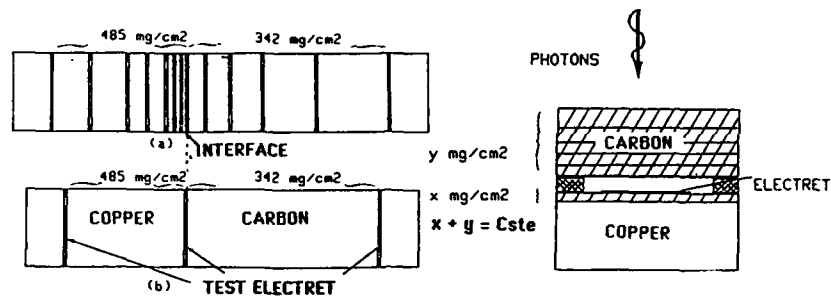 485 mg/cm2 342 mg/cm2
(a)
INTERFACE
485 mg/cm2 342 mg/cm2
COPPER CARBON
(b) TEST ELECTRET
PHOTONS
CARBON
y mg/cm2
ELECTRET
x mg/cm2
x + y = Cste
COPPER